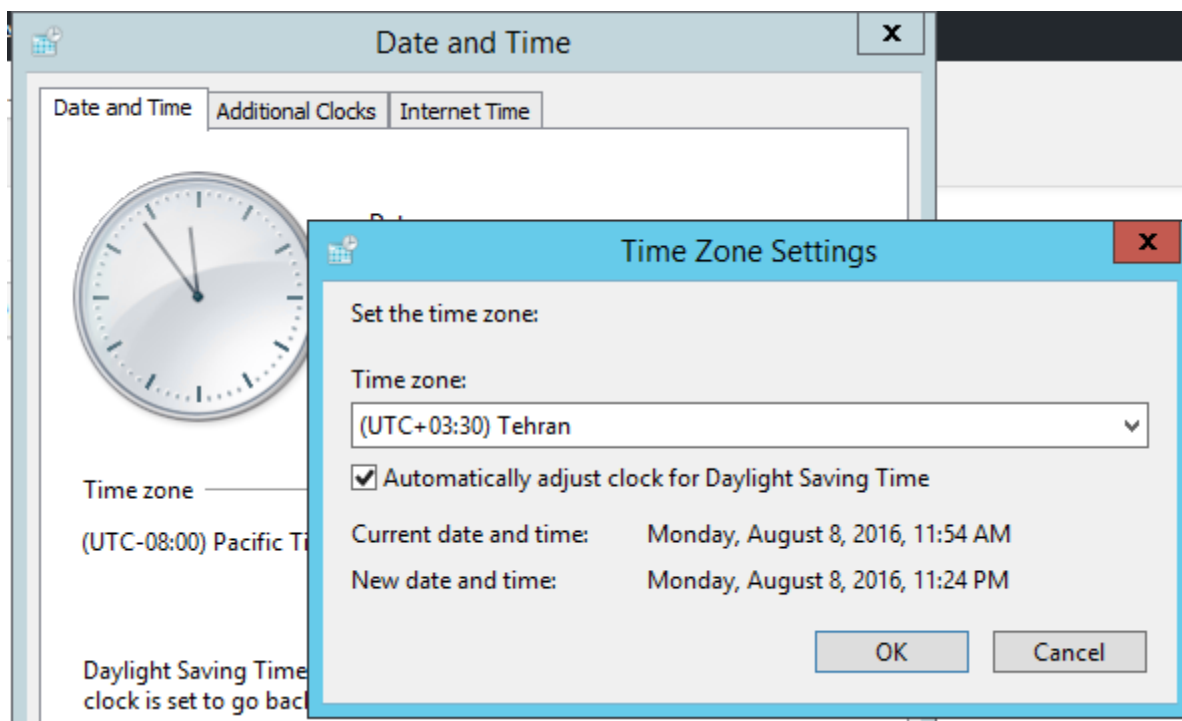 Date and Time
Date and Time
Additional Clocks
Internet Time
Time Zone Settings
Set the time zone:
Time zone:
(UTC+03:30) Tehran
Automatically adjust clock for Daylight Saving Time
Current date and time: Monday, August 8, 2016, 11:54 AM
New date and time: Monday, August 8, 2016, 11:24 PM
OK
Cancel
Time zone
(UTC-08:00) Pacific
Daylight Saving Time
clock is set to go